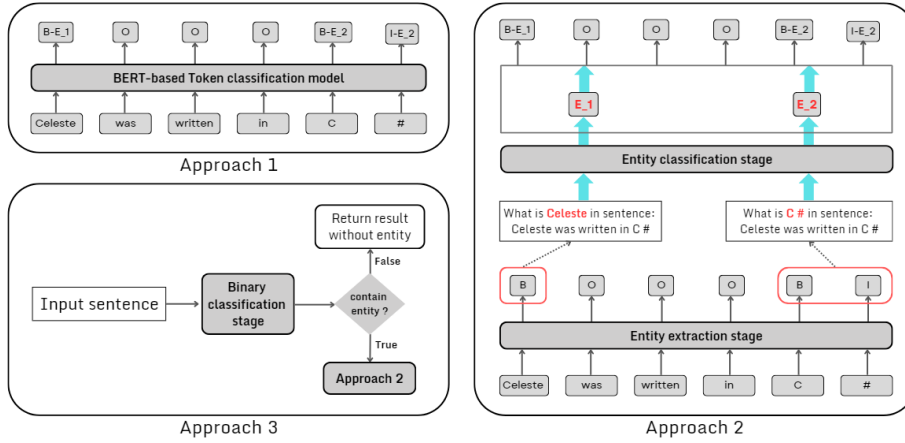 B-E_1 O O O B-E_2 I-E_2
BERT-based Token classification model
Celeste was written in C #
Approach 1
Input sentence
Binary
classification
stage
Return result
without entity
False
contain
entity ?
True
Approach 2
Approach 3
B-E_1 O O O B-E_2 I-E_2
E_1 E_2
Entity classification stage
What is Celeste in sentence:
Celeste was written in C #
What is C # in sentence:
Celeste was written in C #
B O O O B I
Entity extraction stage
Celeste was written in C #
Approach 2